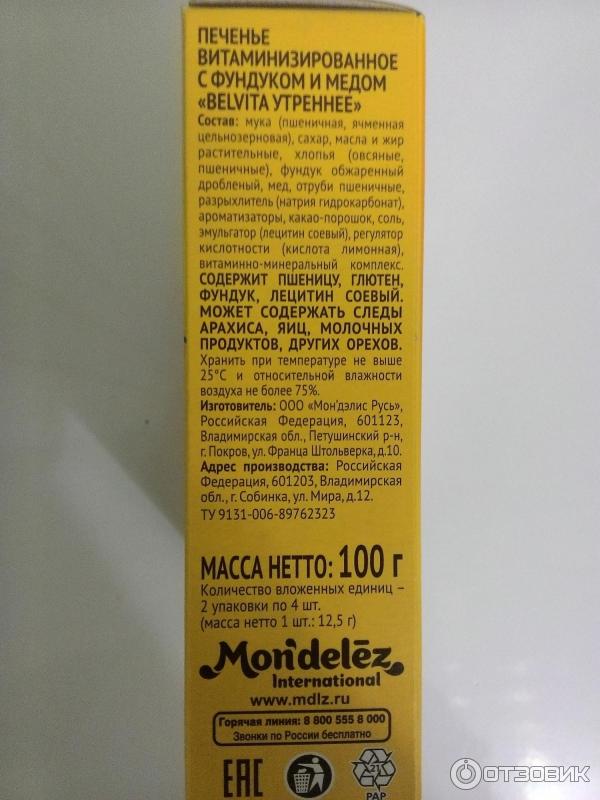 ПЕЧЕНЬЕ
ВИТАМИНИЗИРОВАННОЕ
С ФУНДУКОМ И МЕДОМ
«BELVITA УТРЕННЕЕ»
Состав: мука (пшеничная, ячменная
цельнозерновая), сахар, масла и жир
растительные, хлопья (овсяные,
пшеничные), фундук обжаренный
дробленый, мед, отруби пшеничные,
разрыхлитель (натрия гидрокарбонат),
ароматизаторы, какао-порошок, соль,
эмульгатор (лецитин соевый), регулятор
кислотности (кислота лимонная),
витаминно-минеральный комплекс.
СОДЕРЖИТ ПШЕНИЦУ, ГЛЮТЕН,
ФУНДУК, ЛЕЦИТИН СОЕВЫЙ.
МОЖЕТ СОДЕРЖАТЬ СЛЕДЫ
АРАХИСА, ЯИЦ, МОЛОЧНЫХ
ПРОДУКТОВ, ДРУГИХ ОРЕХОВ.
Хранить при температуре не выше
25°С и относительной влажности
воздуха не более 75%.
Изготовитель: ООО «Мон'дэлис Русь»,
Российская Федерация, 601123,
Владимирская обл., Петушинский р-н,
г. Покров, ул. Франца Штольверка, д.10.
Адрес производства: Российская
Федерация, 601203, Владимирская
обл., г. Собинка, ул. Мира, д.12.
ТУ 9131-006-89762323
МАССА НЕТТО: 100 г
Количество вложенных единиц –
2 упаковки по 4 шт.
(масса нетто 1 шт.: 12,5 г)
Mondelēz
International
www.mdlz.ru
Горячая линия: 8 800 555 8 000
Звонки по России бесплатно
EAC
21
PAP
ОТЗОВИК